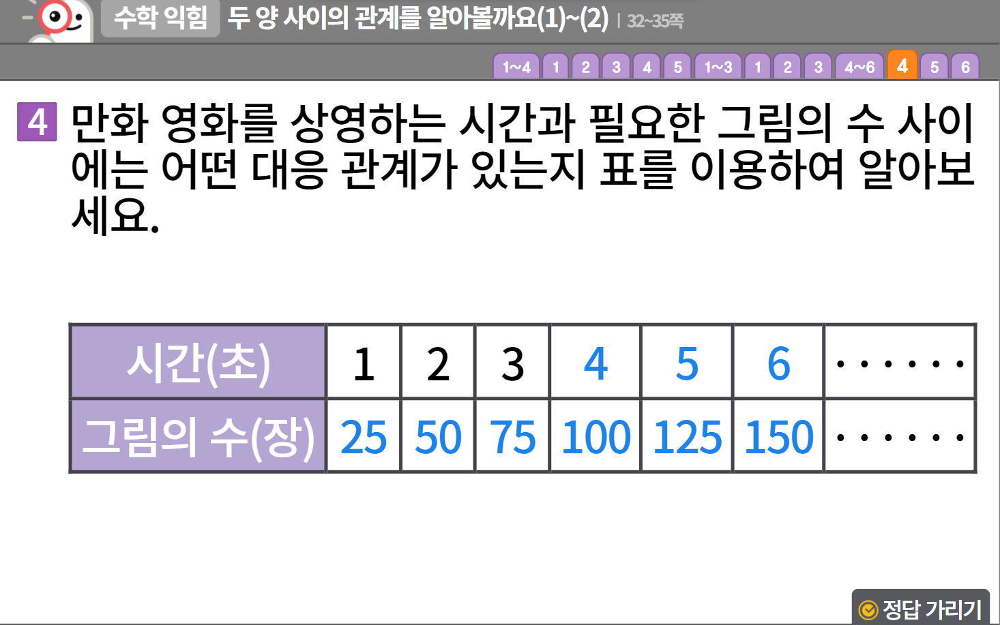 수학 익힘 두 양 사이의 관계를 알아볼까요(1)~(2) | 32~35쪽
1~4 1 2 3 4 5 1~3 1 2 3 4~6 4 5 6
4 만화 영화를 상영하는 시간과 필요한 그림의 수 사이
에는 어떤 대응 관계가 있는지 표를 이용하여 알아보
세요.
시간(초) 1 2 3 4 5 6 ······
그림의 수(장) 25 50 75 100 125 150 ······
정답 가리기